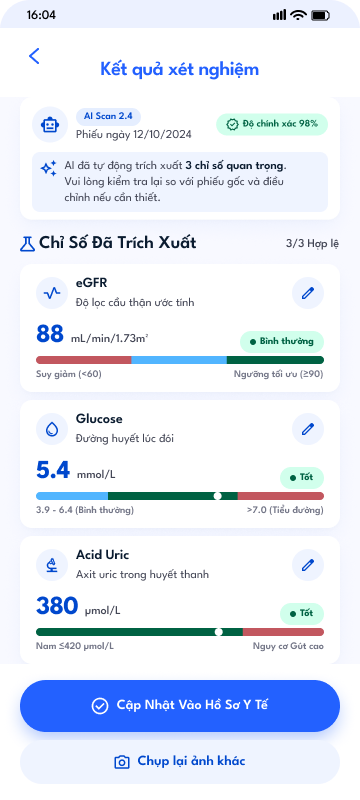 16:04
Kết quả xét nghiệm
AI Scan 2.4
Phiếu ngày 12/10/2024
Độ chính xác 98%
AI đã tự động trích xuất 3 chỉ số quan trọng.
Vui lòng kiểm tra lại so với phiếu gốc và điều
chỉnh nếu cần thiết.
Chỉ Số Đã Trích Xuất
3/3 Hợp lệ
eGFR
Độ lọc cầu thận ước tính
88 mL/min/1.73m²
Bình thường
Suy giảm (<60)
Ngưỡng tối ưu (≥90)
Glucose
Đường huyết lúc đói
5.4 mmol/L
Tốt
3.9 - 6.4 (Bình thường)
>7.0 (Tiểu đường)
Acid Uric
Axit uric trong huyết thanh
380 µmol/L
Tốt
Nam ≤420 µmol/L
Nguy cơ Gút cao
Cập Nhật Vào Hồ Sơ Y Tế
Chụp lại ảnh khác